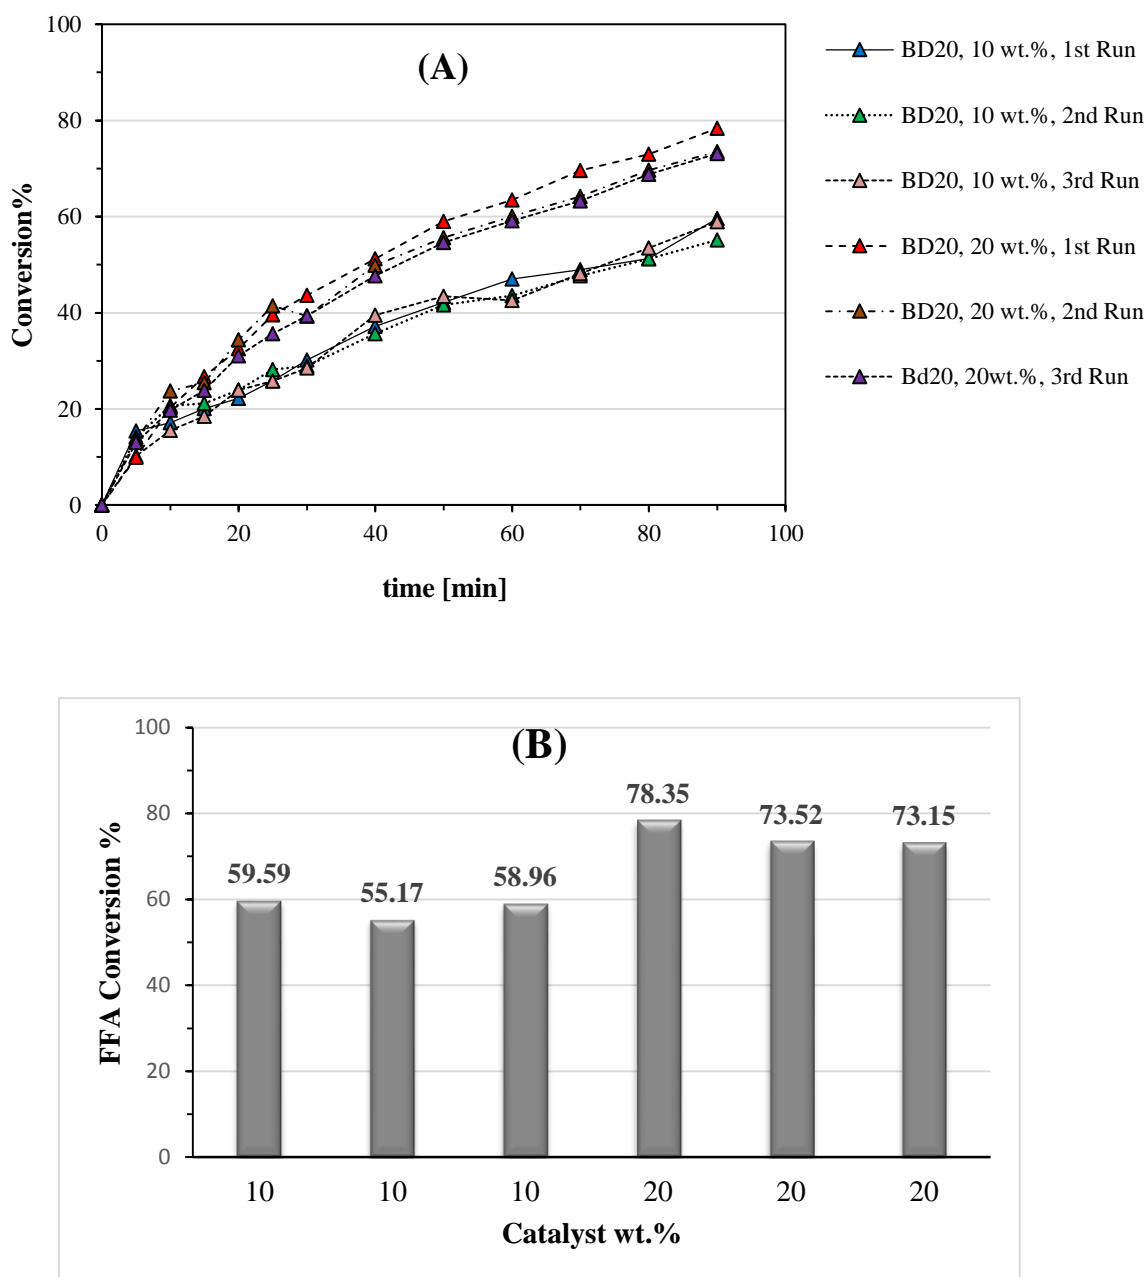 100
80
60
40
20
0
Conversion%
(A)
0 20 40 60 80 100
time [min]
BD20, 10 wt.%, 1st Run
BD20, 10 wt.%, 2nd Run
BD20, 10 wt.%, 3rd Run
BD20, 20 wt.%, 1st Run
BD20, 20 wt.%, 2nd Run
Bd20, 20wt.%, 3rd Run
(B)
100
80
60
40
20
0
FFA Conversion %
59.59
55.17
58.96
78.35
73.52
73.15
10 10 10 20 20 20
Catalyst wt.%